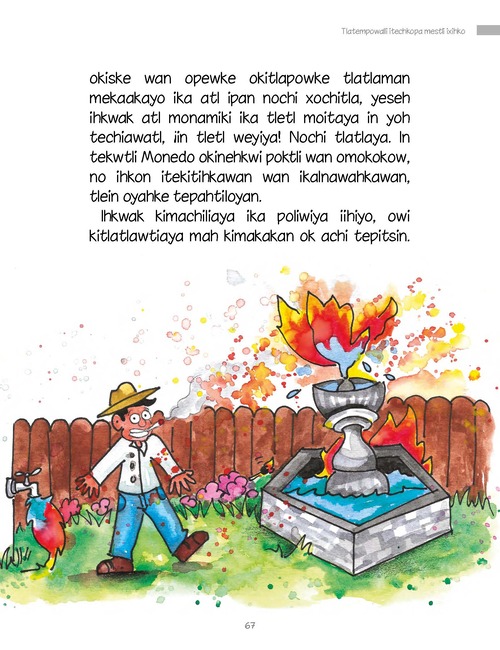 Tlatempowalli itechkopa mestli ixihko
okiske wan opewke okitlapowke tlatlaman
mekaakayo ika atl ipan nochi xochitla, yeseh
ihkwak atl monamiki ika tletl moitaya in yoh
techiawatl, ¡in tletl weyiya! Nochi tlatlaya. In
tekwtli Monedo okinehkwi poktli wan omokokow,
no ihkon itekitihkawan wan ikalnawahkawan,
tlein oyahke tepahtiloyan.
Ihkwak kimachiliaya ika poliwiya iihiyo, owi
kitlatlawtiaya mah kimakakan ok achi tepitsin.
67